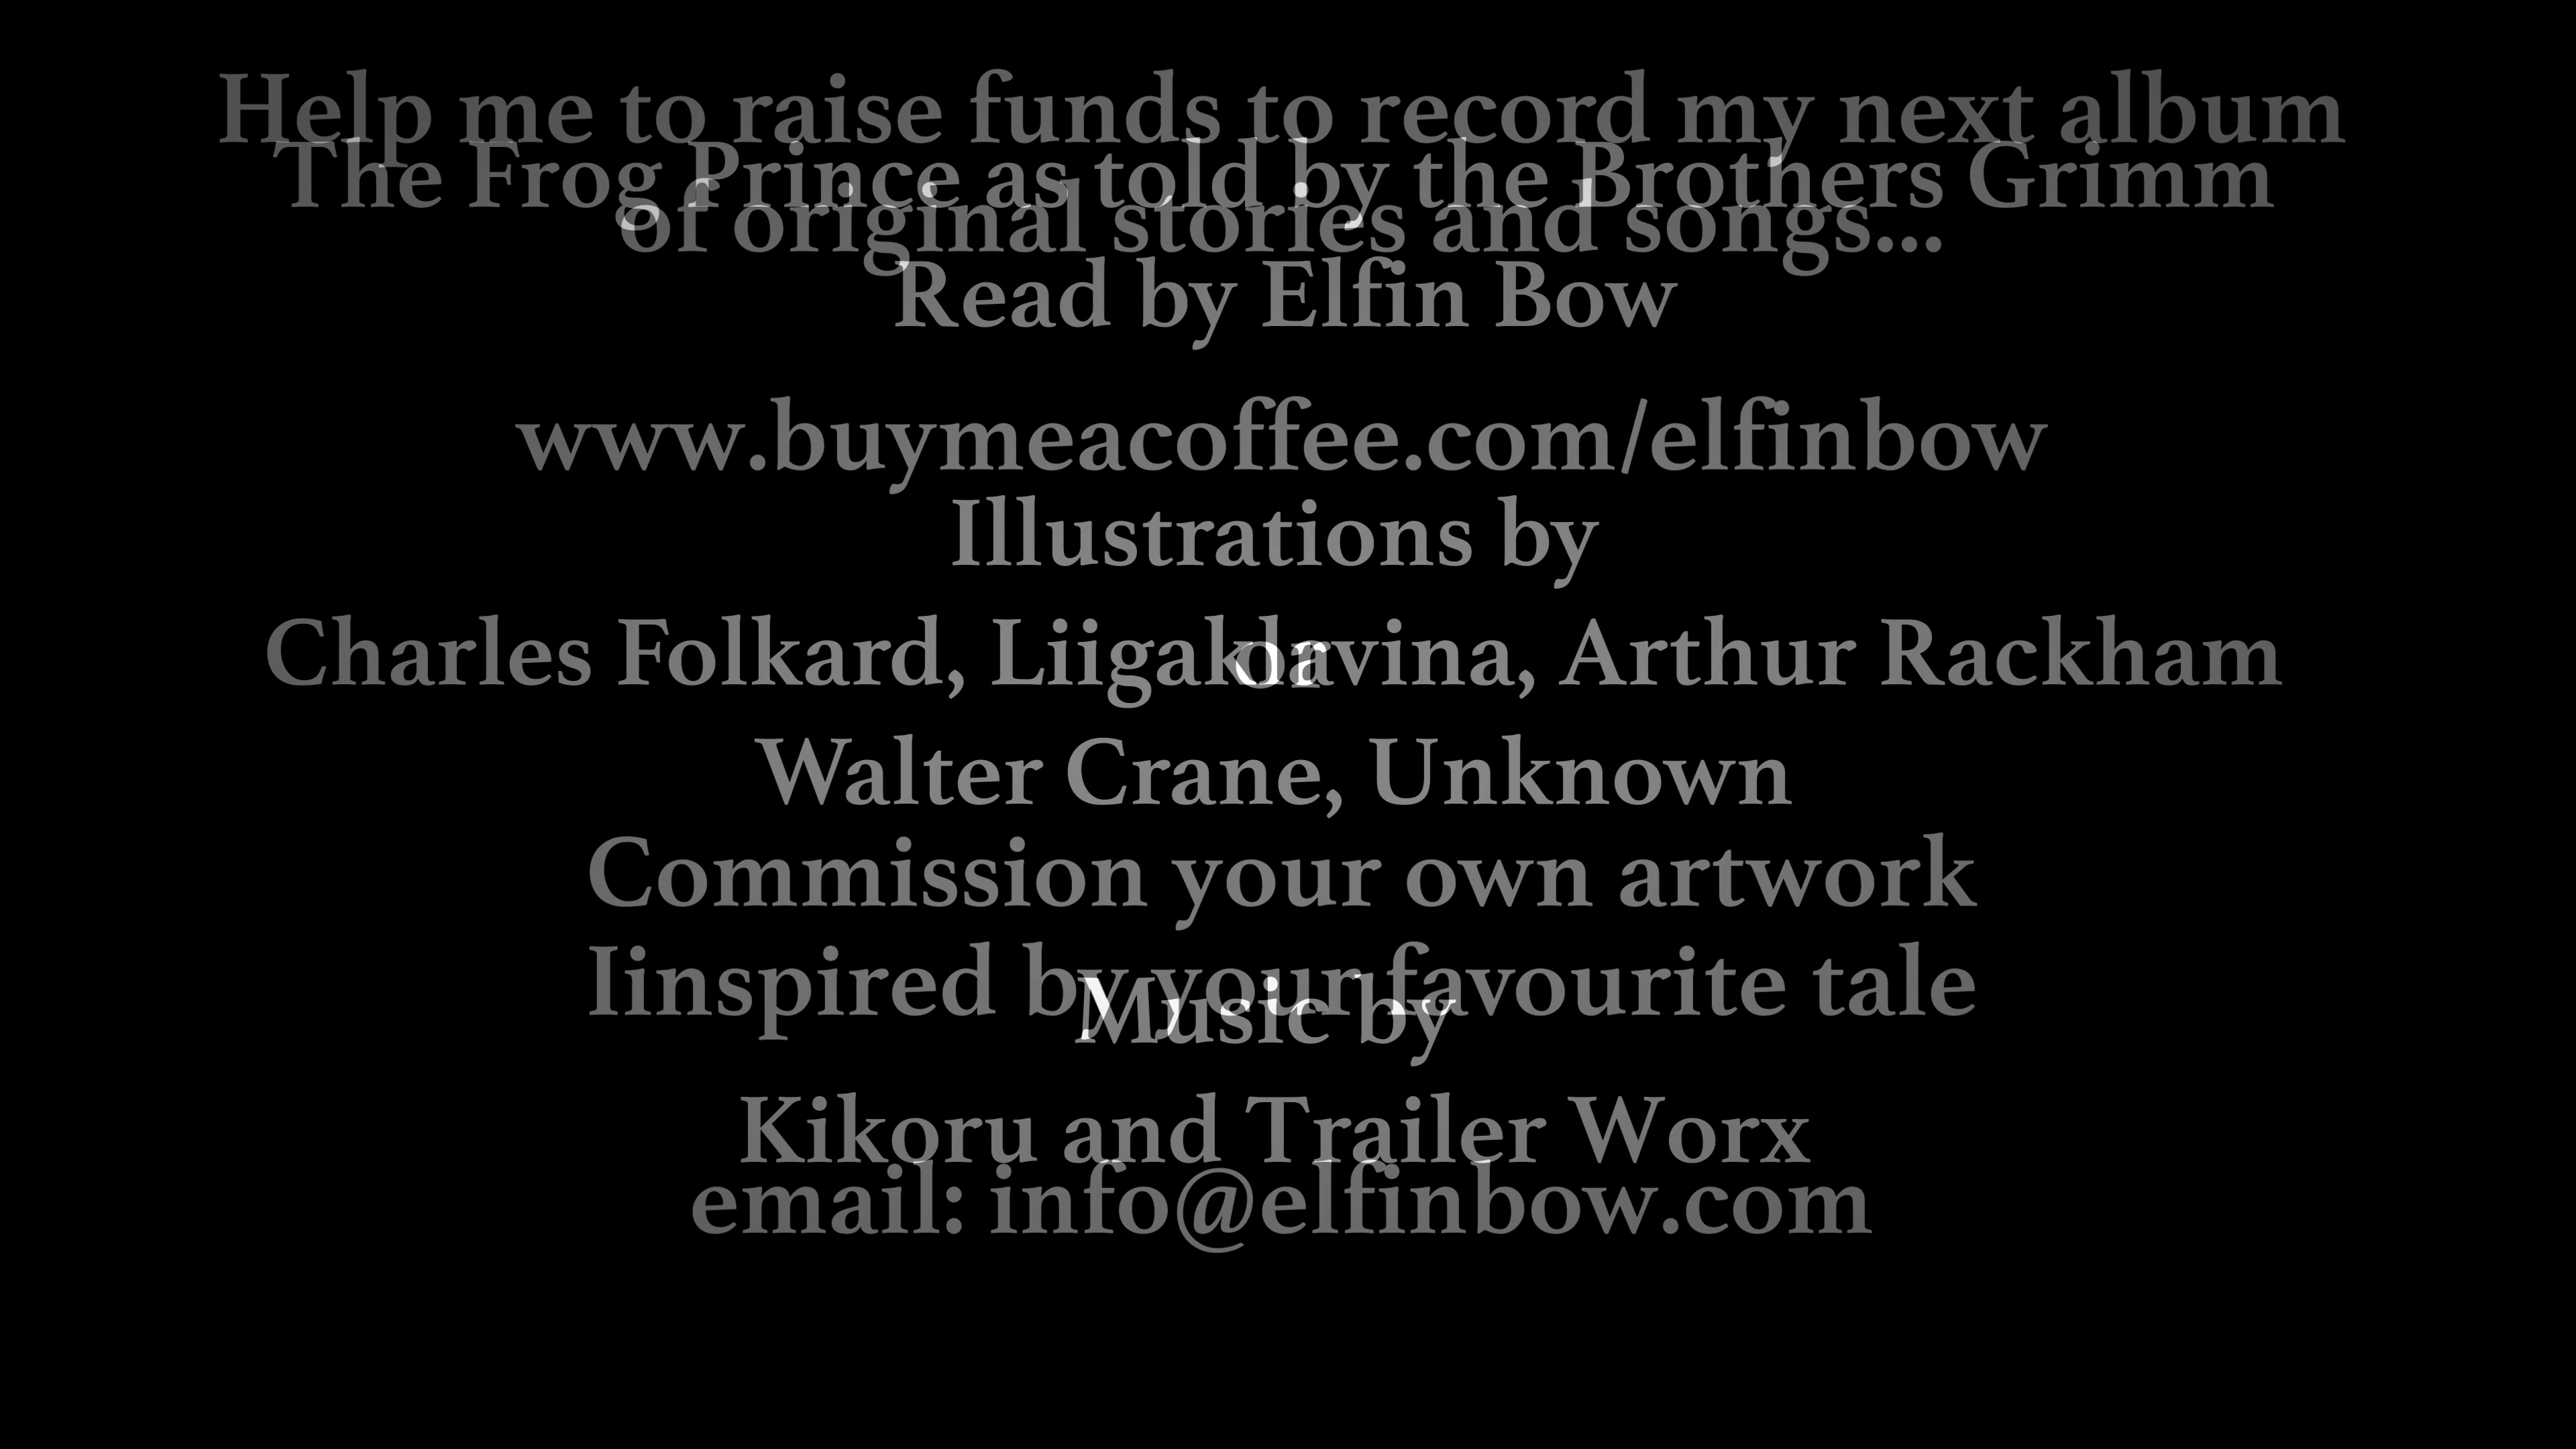 Help me to raise funds to record my next album
The Frog Prince as told by the Brothers Grimm
of original stories and songs...
Read by Elfin Bow
www.buymeacoffee.com/elfinbow
Illustrations by
Charles Folkard, Liigaklavina, Arthur Rackham
or
Walter Crane, Unknown
Commission your own artwork
Iinspired by your favourite tale
Music by
Kikoru and Trailer Worx
email: info@elfinbow.com